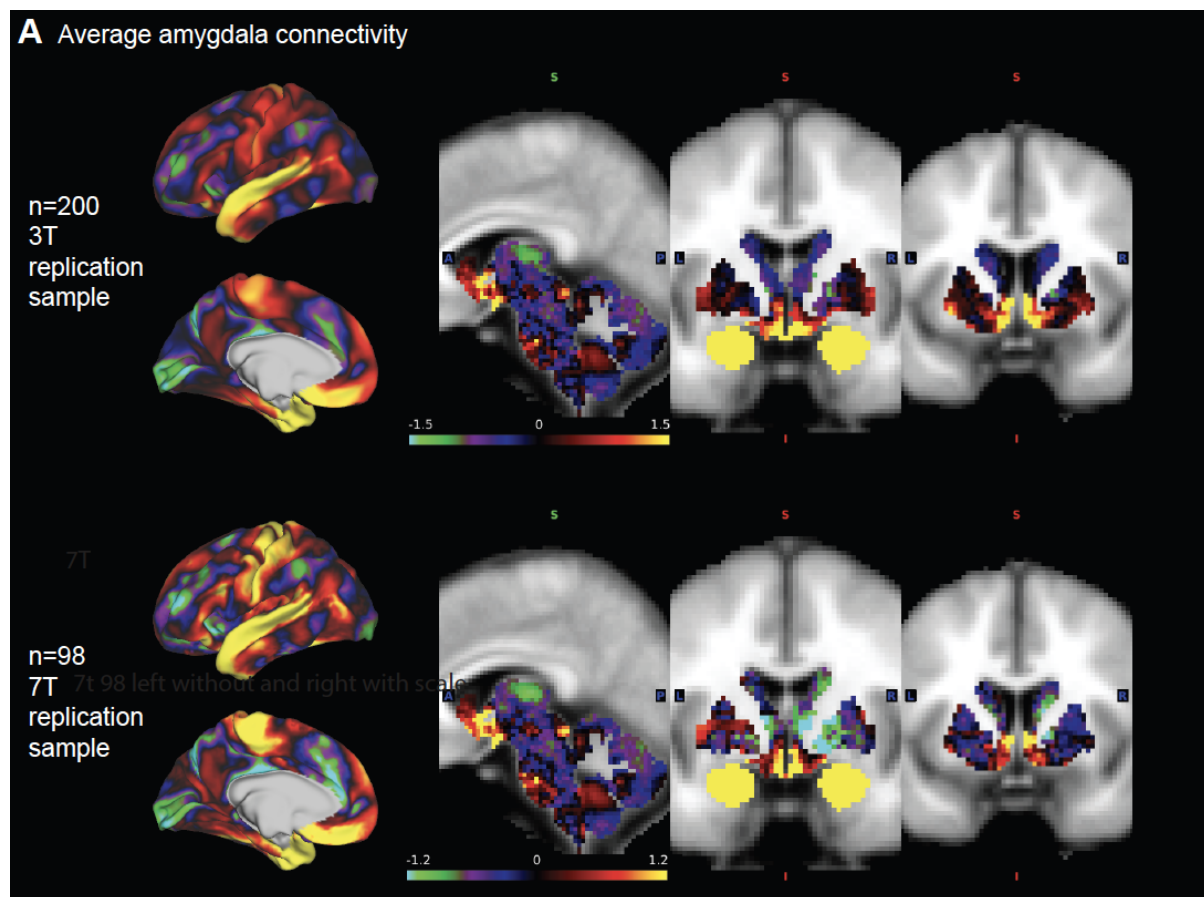 A Average amygdala connectivity
S S S
n=200
3T
replication
sample
A P L R L R
-1.5 0 1.5
I I
S S S
7T
n=98
7T
7t 98 left without and right with scale
replication
sample
A P L R L R
-1.2 0 1.2
I I